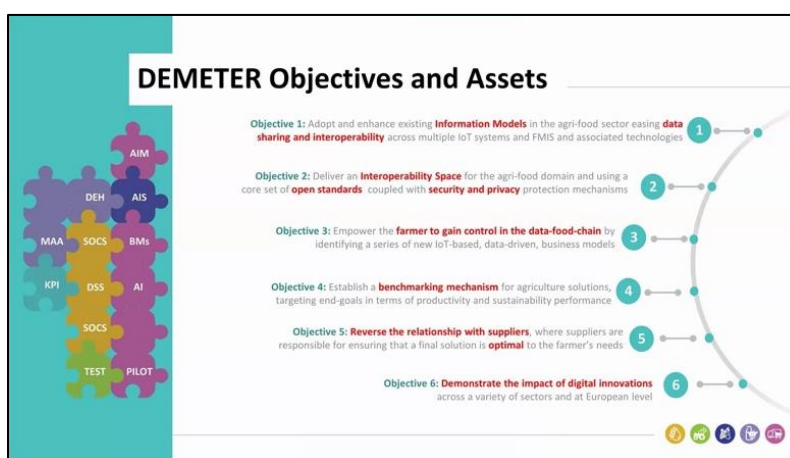 DEMETER Objectives and Assets
Objective 1: Adopt and enhance existing Information Models in the agri-food sector easing data
sharing and interoperability across multiple IoT systems and FMIS and associated technologies
1
Objective 2: Deliver an Interoperability Space for the agri-food domain and using a
core set of open standards coupled with security and privacy protection mechanisms
2
Objective 3: Empower the farmer to gain control in the data-food-chain by
identifying a series of new IoT-based, data-driven, business models
3
Objective 4: Establish a benchmarking mechanism for agriculture solutions,
targeting end-goals in terms of productivity and sustainability performance
4
Objective 5: Reverse the relationship with suppliers, where suppliers are
responsible for ensuring that a final solution is optimal to the farmer's needs
5
Objective 6: Demonstrate the impact of digital innovations
across a variety of sectors and at European level
6
AIM
DEH AIS
MAA SOCS BMs
KPI DSS AI
SOCS
TEST PILOT